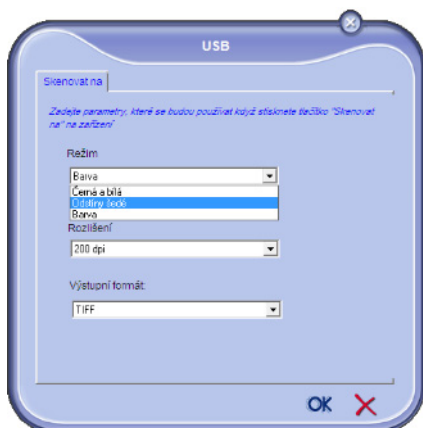 USB
Skenovat na
Zadejte parametry, které se budou používat když stisknete tlačítko "Skenovat
na" na zařízení
Režim
Barva
Černá a bílá
Odstíny šedé
Barva
Rozlišení
200 dpi
Výstupní formát:
TIFF
OK